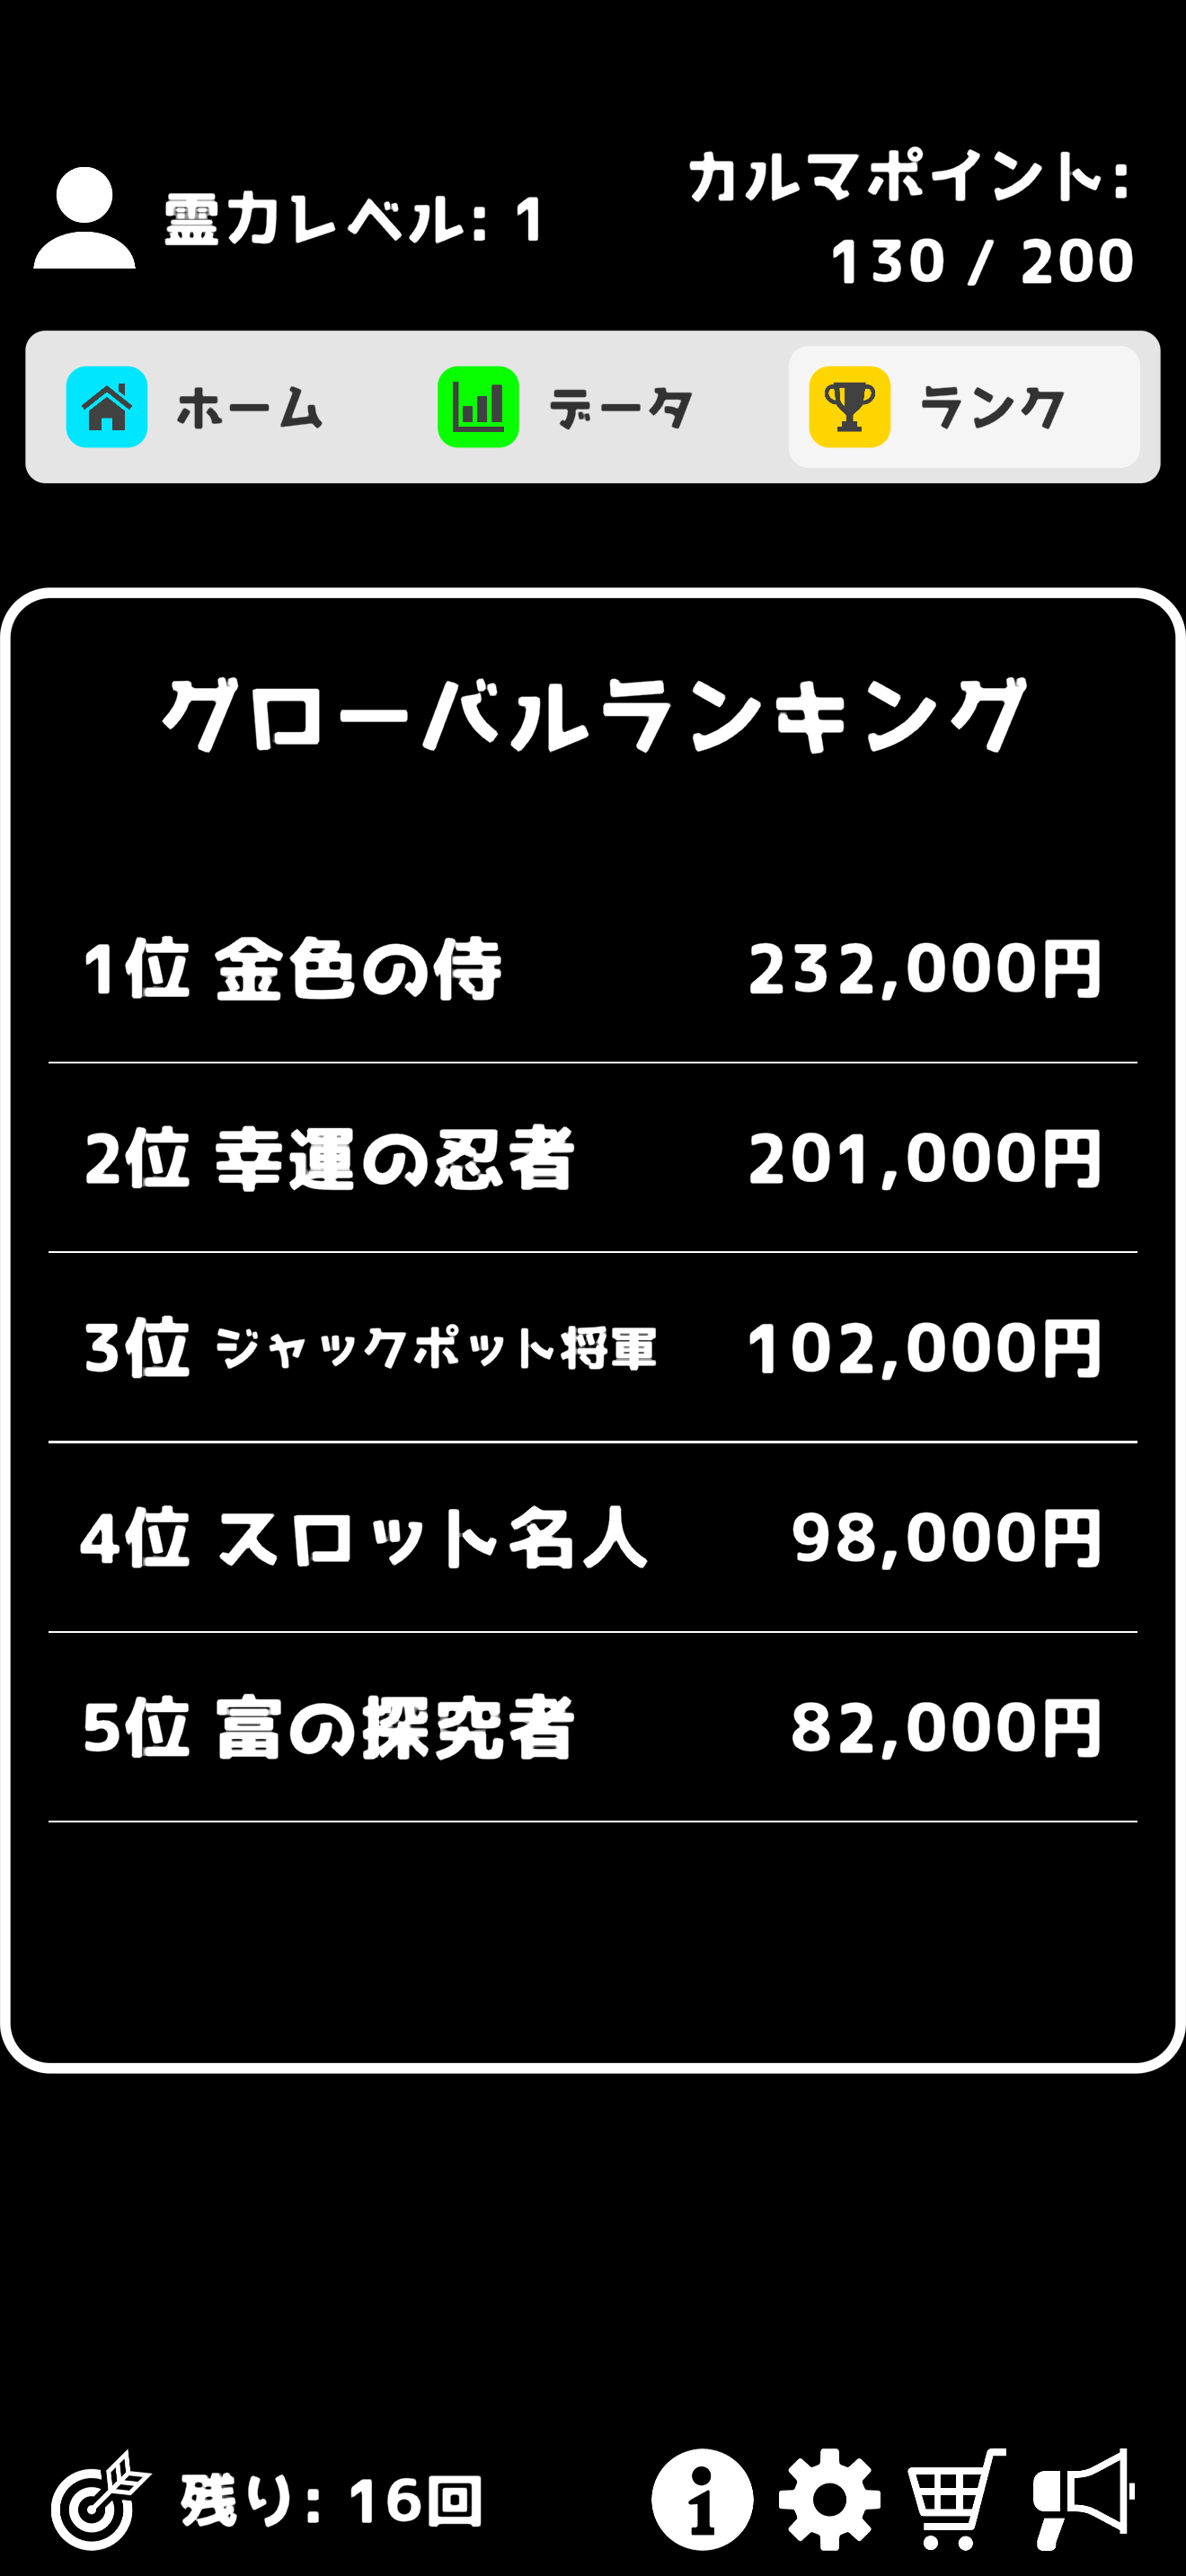 霊力レベル: 1
カルマポイント:
130 / 200
ホーム データ ランク
グローバルランキング
1位 金色の侍 232,000円
2位 幸運の忍者 201,000円
3位 ジャックポット将軍 102,000円
4位 スロット名人 98,000円
5位 富の探究者 82,000円
残り: 16回